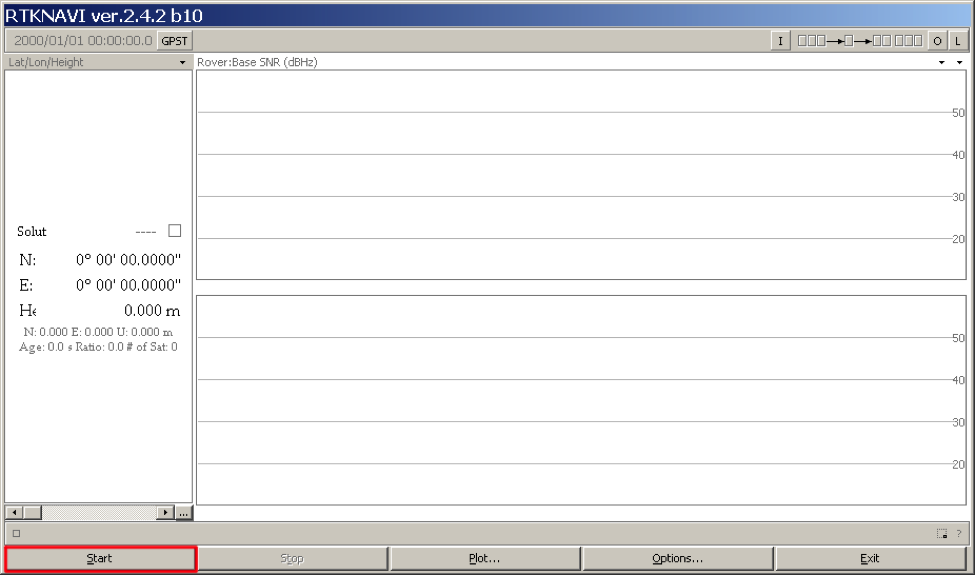 RTKNAVI ver.2.4.2 b10
2000/01/01 00:00:00.0 GPST I O L
Lat/Lon/Height Rover:Base SNR (dBHz)
50
40
30
20
Solut ----
N: 0° 00' 00.0000"
E: 0° 00' 00.0000"
He 0.000 m
N: 0.000 E: 0.000 U: 0.000 m
Age: 0.0 s Ratio: 0.0 # of Sat: 0
50
40
30
20
...
?
Start Stop Plot... Options... Exit